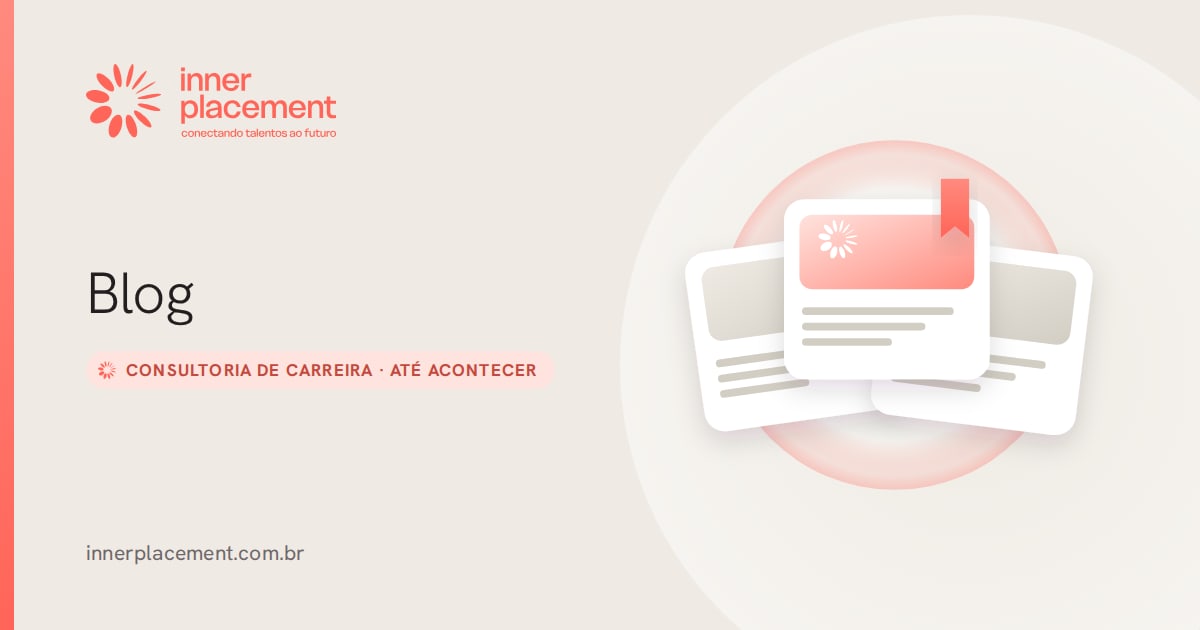 inner
placement
conectando talentos ao futuro
Blog
CONSULTORIA DE CARREIRA · ATÉ ACONTECER
innerplacement.com.br